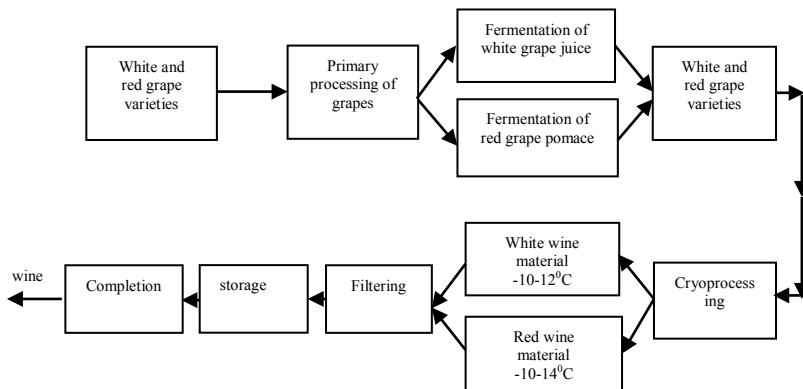 White and
red grape
varieties
Primary
processing of
grapes
Fermentation of
white grape juice
Fermentation of
red grape pomace
White and
red grape
varieties
Cryoprocess
ing
White wine
material
-10-12⁰C
Red wine
material
-10-14⁰C
Filtering
storage
Completion
wine